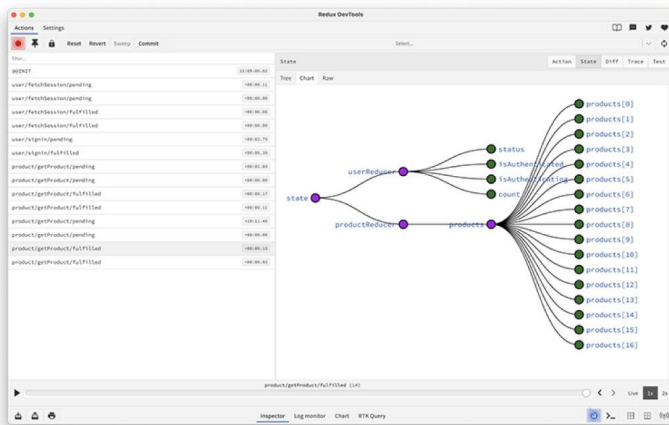 Redux DevTools
Actions Settings
Reset Revert Sweep Commit Select...
filter...
@@INIT
user/fetchSession/pending
user/fetchSession/pending
user/fetchSession/fulfilled
user/fetchSession/fulfilled
user/signin/pending
user/signin/fulfilled
product/getProduct/pending
product/getProduct/pending
product/getProduct/fulfilled
product/getProduct/fulfilled
product/getProduct/pending
product/getProduct/pending
product/getProduct/fulfilled
product/getProduct/fulfilled
State Action State Diff Trace Test
Tree Chart Raw
state
userReducer
productReducer
status
isAuthenticated
isAuthenticating
count
products
products[0]
products[1]
products[2]
products[3]
products[4]
products[5]
products[6]
products[7]
products[8]
products[9]
products[10]
products[11]
products[12]
products[13]
products[14]
products[15]
products[16]
product/getProduct/fulfilled (14)
Live 1x 2x
Inspector Log monitor Chart RTK Query